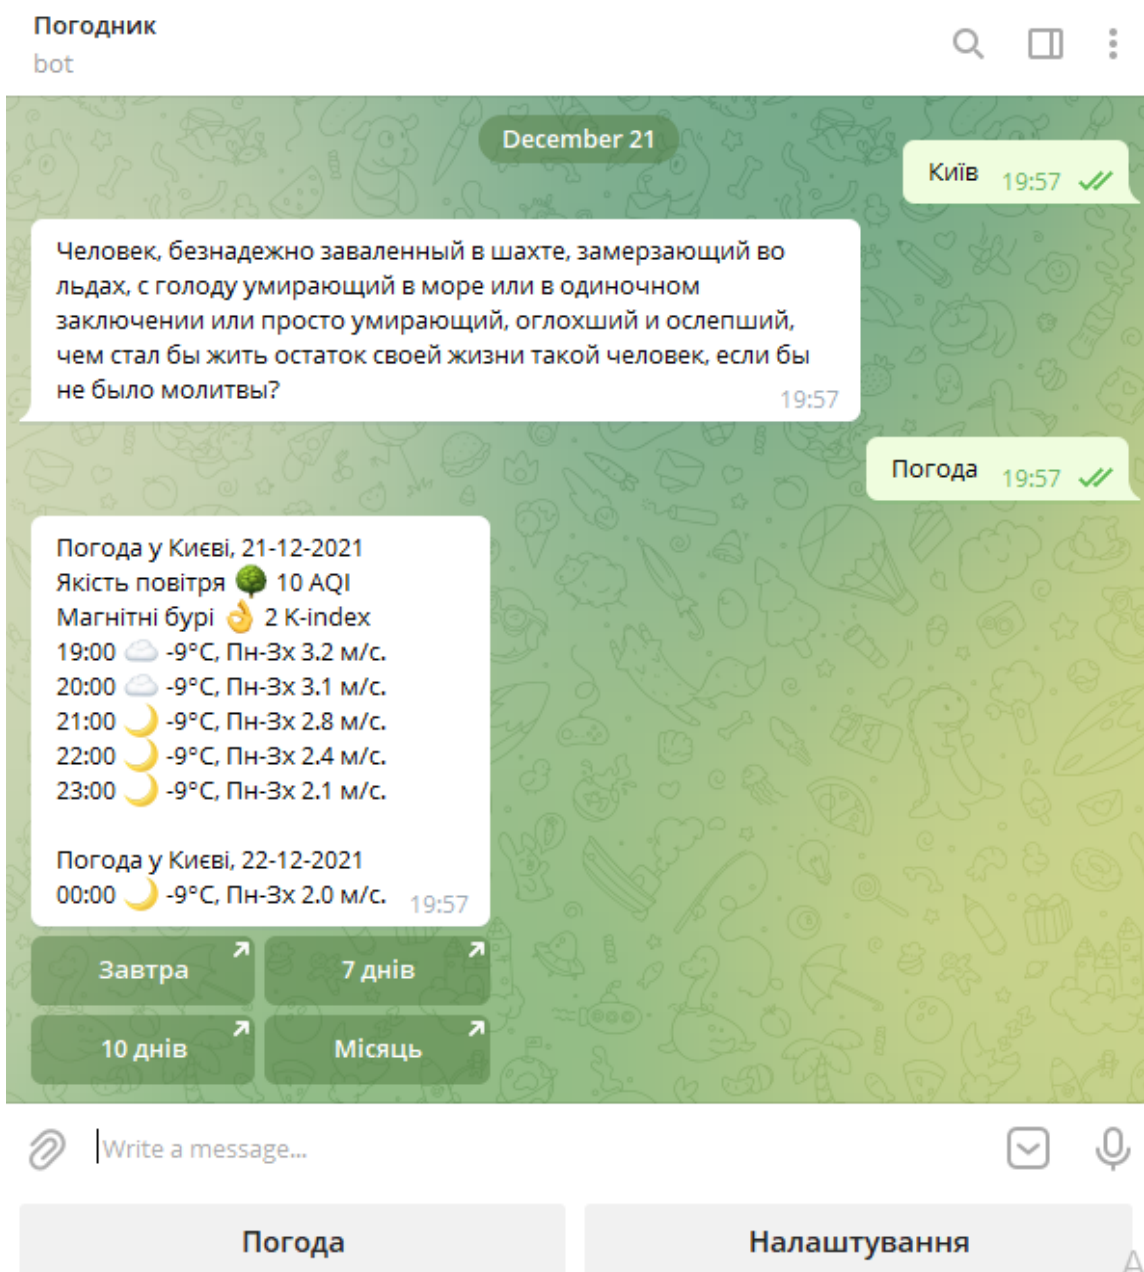 Погодник
bot
December 21
Київ 19:57
Человек, безнадежно заваленный в шахте, замерзающий во
льдах, с голоду умирающий в море или в одиночном
заключении или просто умирающий, оглохший и ослепший,
чем стал бы жить остаток своей жизни такой человек, если бы
не было молитвы?
19:57
Погода 19:57
Погода у Києві, 21-12-2021
Якість повітря 🌳 10 AQI
Магнітні бурі 👌 2 K-index
19:00 ☁️ -9°C, Пн-Зх 3.2 м/с.
20:00 ☁️ -9°C, Пн-Зх 3.1 м/с.
21:00 🌙 -9°C, Пн-Зх 2.8 м/с.
22:00 🌙 -9°C, Пн-Зх 2.4 м/с.
23:00 🌙 -9°C, Пн-Зх 2.1 м/с.
Погода у Києві, 22-12-2021
00:00 🌙 -9°C, Пн-Зх 2.0 м/с. 19:57
Завтра 7 днів
10 днів Місяць
Write a message...
Погода Налаштування